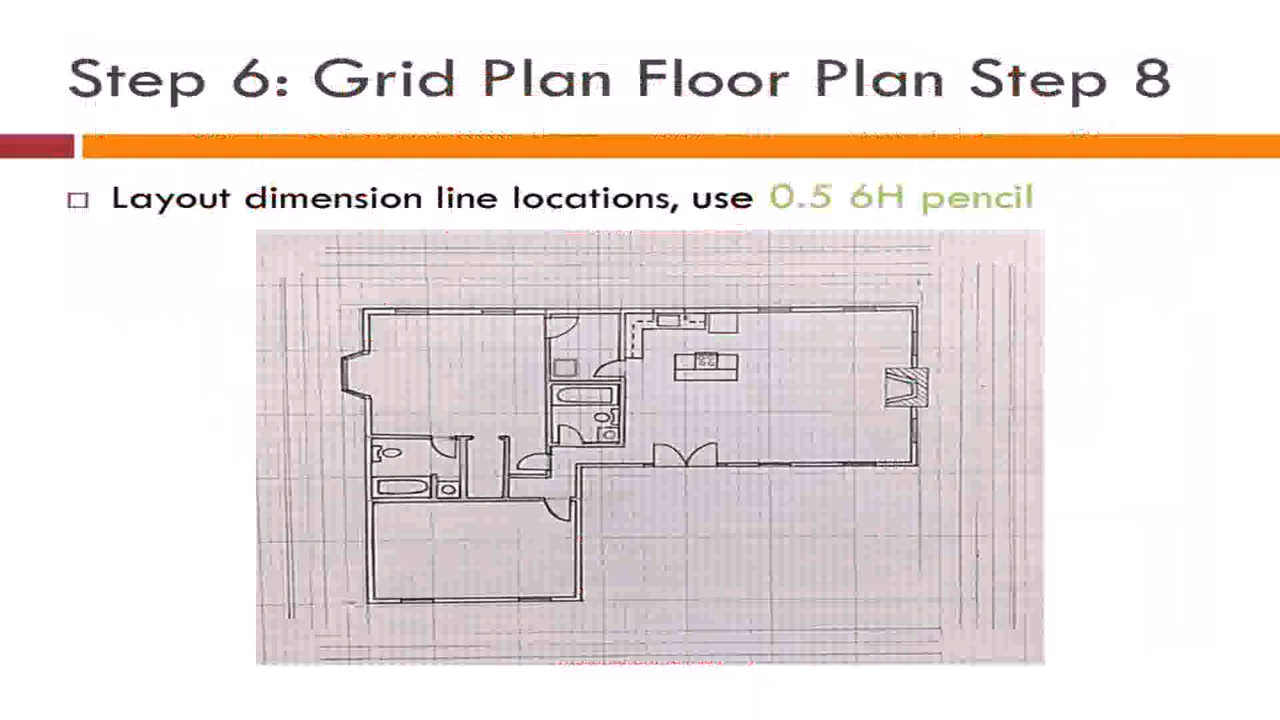 Step 6: Grid Plan Floor Plan Step 8
Layout dimension line locations, use 0.5 6H pencil